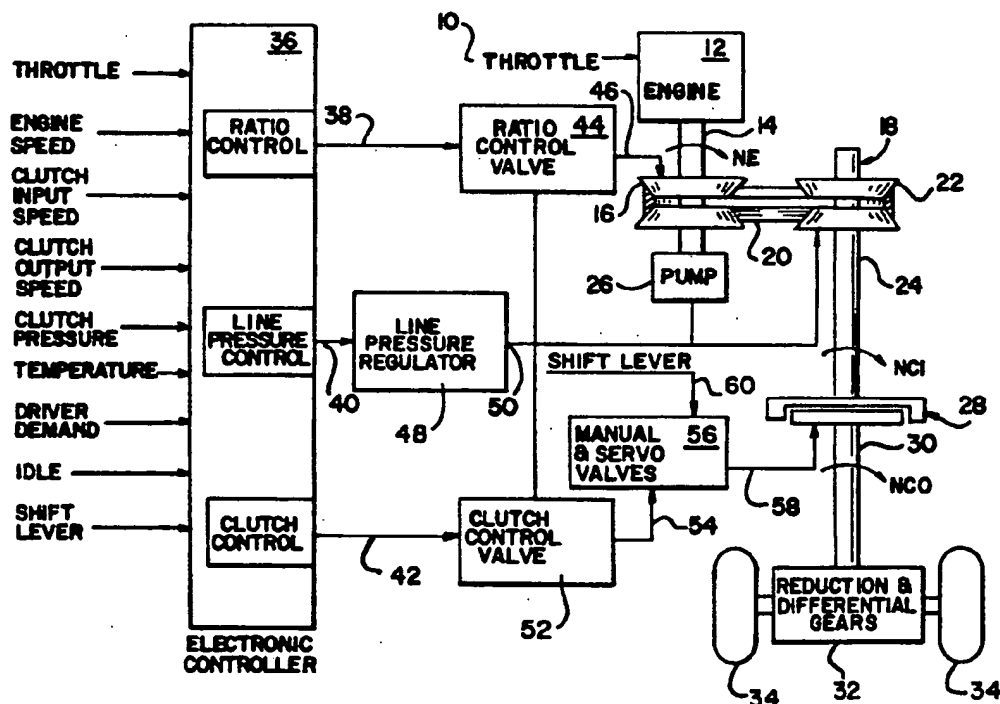 10
THROTTLE
12
ENGINE
36
THROTTLE
ENGINE
SPEED
CLUTCH
INPUT
SPEED
CLUTCH
OUTPUT
SPEED
CLUTCH
PRESSURE
TEMPERATURE
DRIVER
DEMAND
IDLE
SHIFT
LEVER
RATIO
CONTROL
LINE
PRESSURE
CONTROL
CLUTCH
CONTROL
ELECTRONIC
CONTROLLER
38
40
42
RATIO 44
CONTROL
VALVE
46
14
NE
18
16
22
20
26
PUMP
24
LINE
PRESSURE
REGULATOR
48
50
SHIFT LEVER
60
NCI
28
MANUAL 56
& SERVO
VALVES
58
30
NCO
54
CLUTCH
CONTROL
VALVE
52
REDUCTION &
DIFFERENTIAL
GEARS
32
34
34